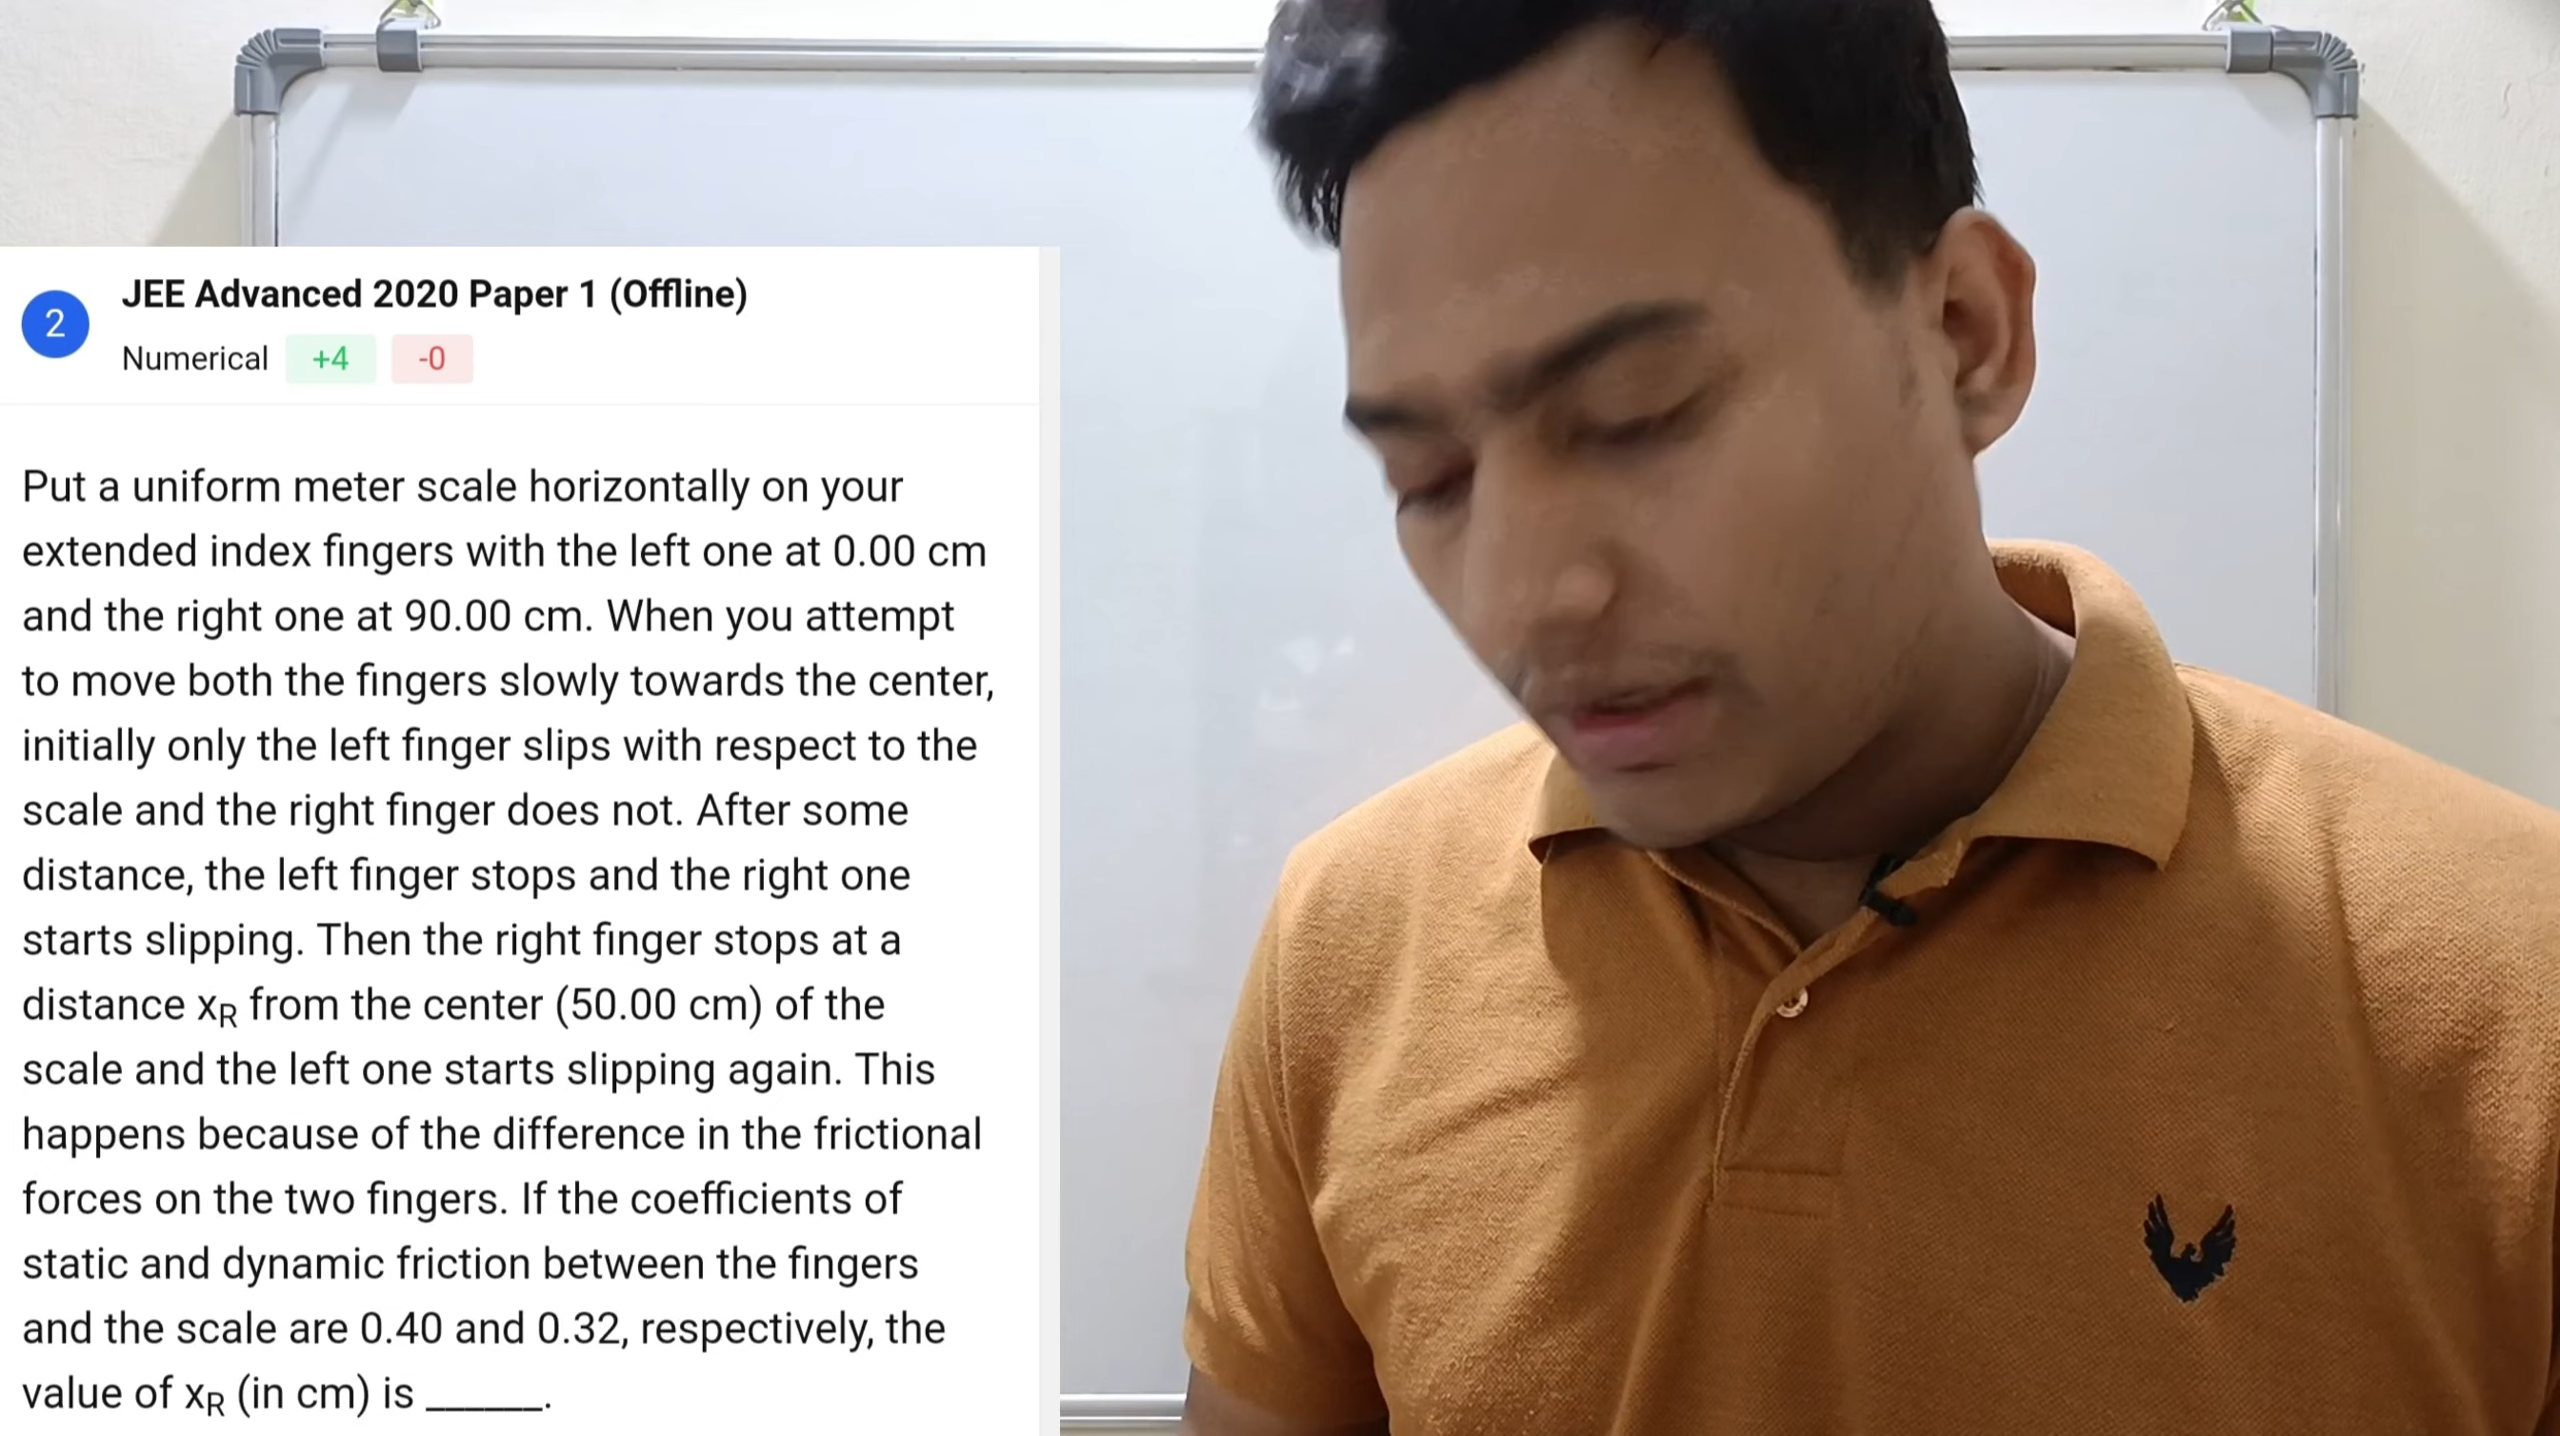 2
JEE Advanced 2020 Paper 1 (Offline)
Numerical +4 -0
Put a uniform meter scale horizontally on your
extended index fingers with the left one at 0.00 cm
and the right one at 90.00 cm. When you attempt
to move both the fingers slowly towards the center,
initially only the left finger slips with respect to the
scale and the right finger does not. After some
distance, the left finger stops and the right one
starts slipping. Then the right finger stops at a
distance xR from the center (50.00 cm) of the
scale and the left one starts slipping again. This
happens because of the difference in the frictional
forces on the two fingers. If the coefficients of
static and dynamic friction between the fingers
and the scale are 0.40 and 0.32, respectively, the
value of xR (in cm) is ______.